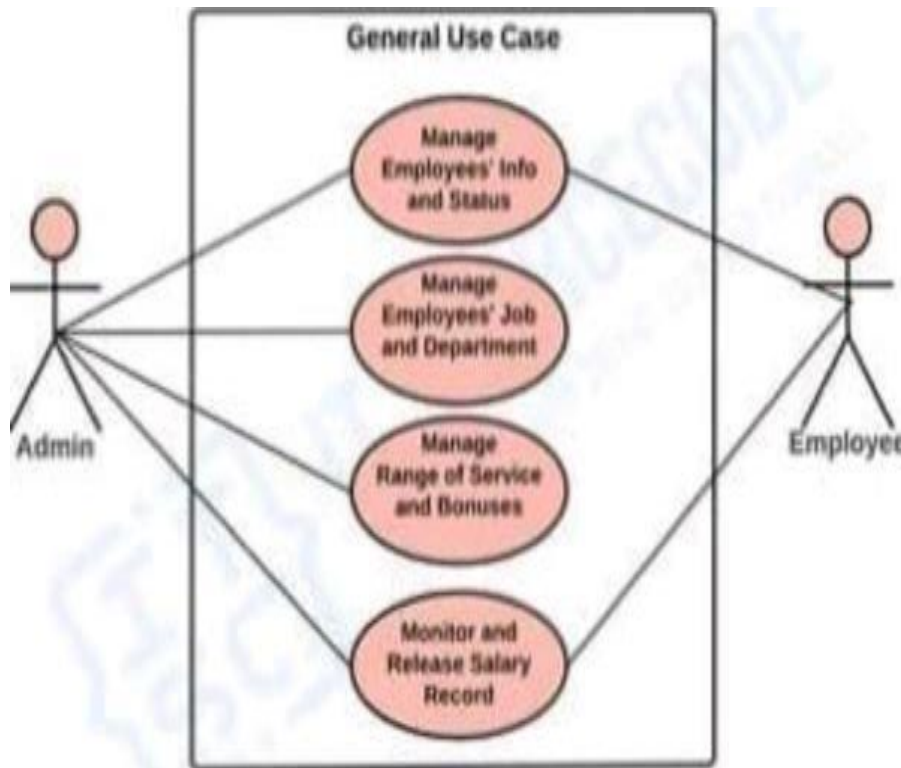 General Use Case
Manage
Employees' Info
and Status
Manage
Employees' Job
and Department
Manage
Range of Service
and Bonuses
Monitor and
Release Salary
Record
Admin
Employee